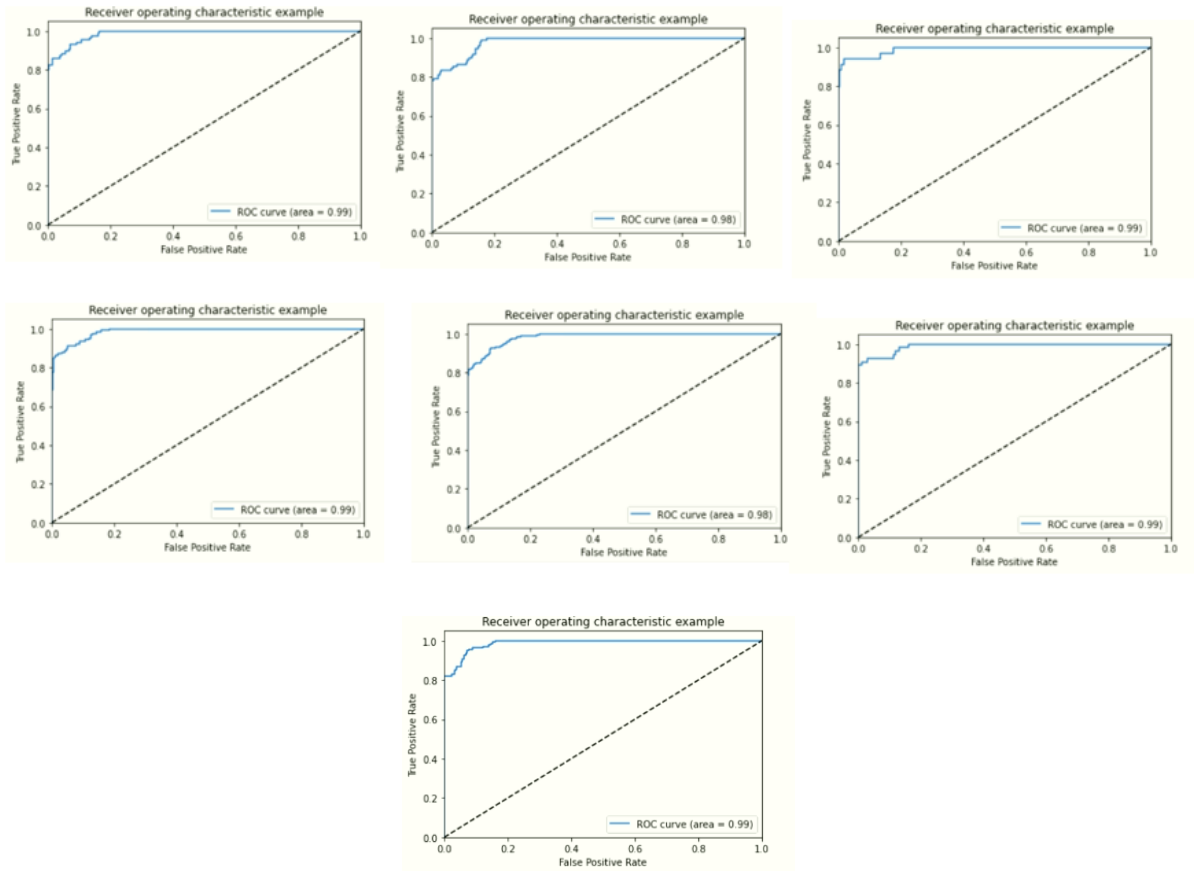 Receiver operating characteristic example
1.0
0.8
0.6
0.4
0.2
0.0
True Positive Rate
ROC curve (area = 0.99)
0.0 0.2 0.4 0.6 0.8 1.0
False Positive Rate
Receiver operating characteristic example
1.0
0.8
0.6
0.4
0.2
0.0
True Positive Rate
ROC curve (area = 0.98)
0.0 0.2 0.4 0.6 0.8 1.0
False Positive Rate
Receiver operating characteristic example
1.0
0.8
0.6
0.4
0.2
0.0
True Positive Rate
ROC curve (area = 0.99)
0.0 0.2 0.4 0.6 0.8 1.0
False Positive Rate
Receiver operating characteristic example
1.0
0.8
0.6
0.4
0.2
0.0
True Positive Rate
ROC curve (area = 0.99)
0.0 0.2 0.4 0.6 0.8 1.0
False Positive Rate
Receiver operating characteristic example
1.0
0.8
0.6
0.4
0.2
0.0
True Positive Rate
ROC curve (area = 0.98)
0.0 0.2 0.4 0.6 0.8 1.0
False Positive Rate
Receiver operating characteristic example
1.0
0.8
0.6
0.4
0.2
0.0
True Positive Rate
ROC curve (area = 0.99)
0.0 0.2 0.4 0.6 0.8 1.0
False Positive Rate
Receiver operating characteristic example
1.0
0.8
0.6
0.4
0.2
0.0
True Positive Rate
ROC curve (area = 0.99)
0.0 0.2 0.4 0.6 0.8 1.0
False Positive Rate